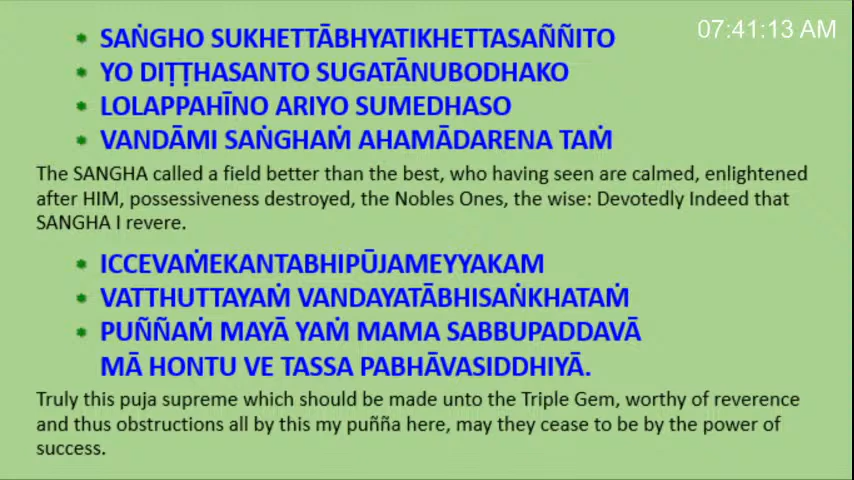 07:41:13 AM
SAṄGHO SUKHETTĀBHYATIKHETTASAÑÑITO
YO DIṬṬHASANTO SUGATĀNUBODHAKO
LOLAPPAHĪNO ARIYO SUMEDHASO
VANDĀMI SAṄGHAṀ AHAMĀDARENA TAṀ
The SANGHA called a field better than the best, who having seen are calmed, enlightened
after HIM, possessiveness destroyed, the Nobles Ones, the wise: Devotedly Indeed that
SANGHA I revere.
ICCEVAṀEKANTABHIPŪJAMEYYAKAM
VATTHUTTAYAṀ VANDAYATĀBHISAṄKHATAṀ
PUÑÑAṀ MAYĀ YAṀ MAMA SABBUPADDAVĀ
MĀ HONTU VE TASSA PABHĀVASIDDHIYĀ.
Truly this puja supreme which should be made unto the Triple Gem, worthy of reverence
and thus obstructions all by this my puñña here, may they cease to be by the power of
success.